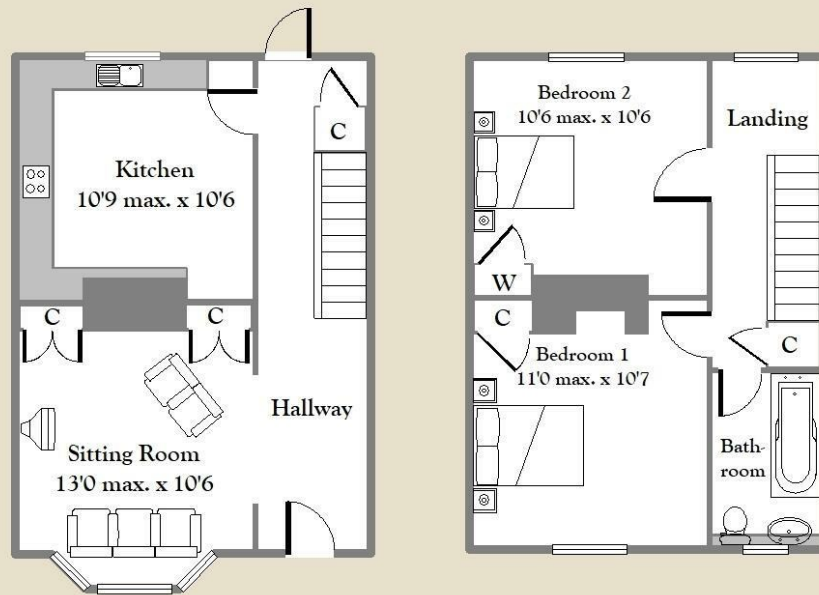 C
Kitchen
10'9 max. x 10'6
C
C
Hallway
Sitting Room
13'0 max. x 10'6
Bedroom 2
10'6 max. x 10'6
Landing
W
C
Bedroom 1
11'0 max. x 10'7
C
Bath-
room